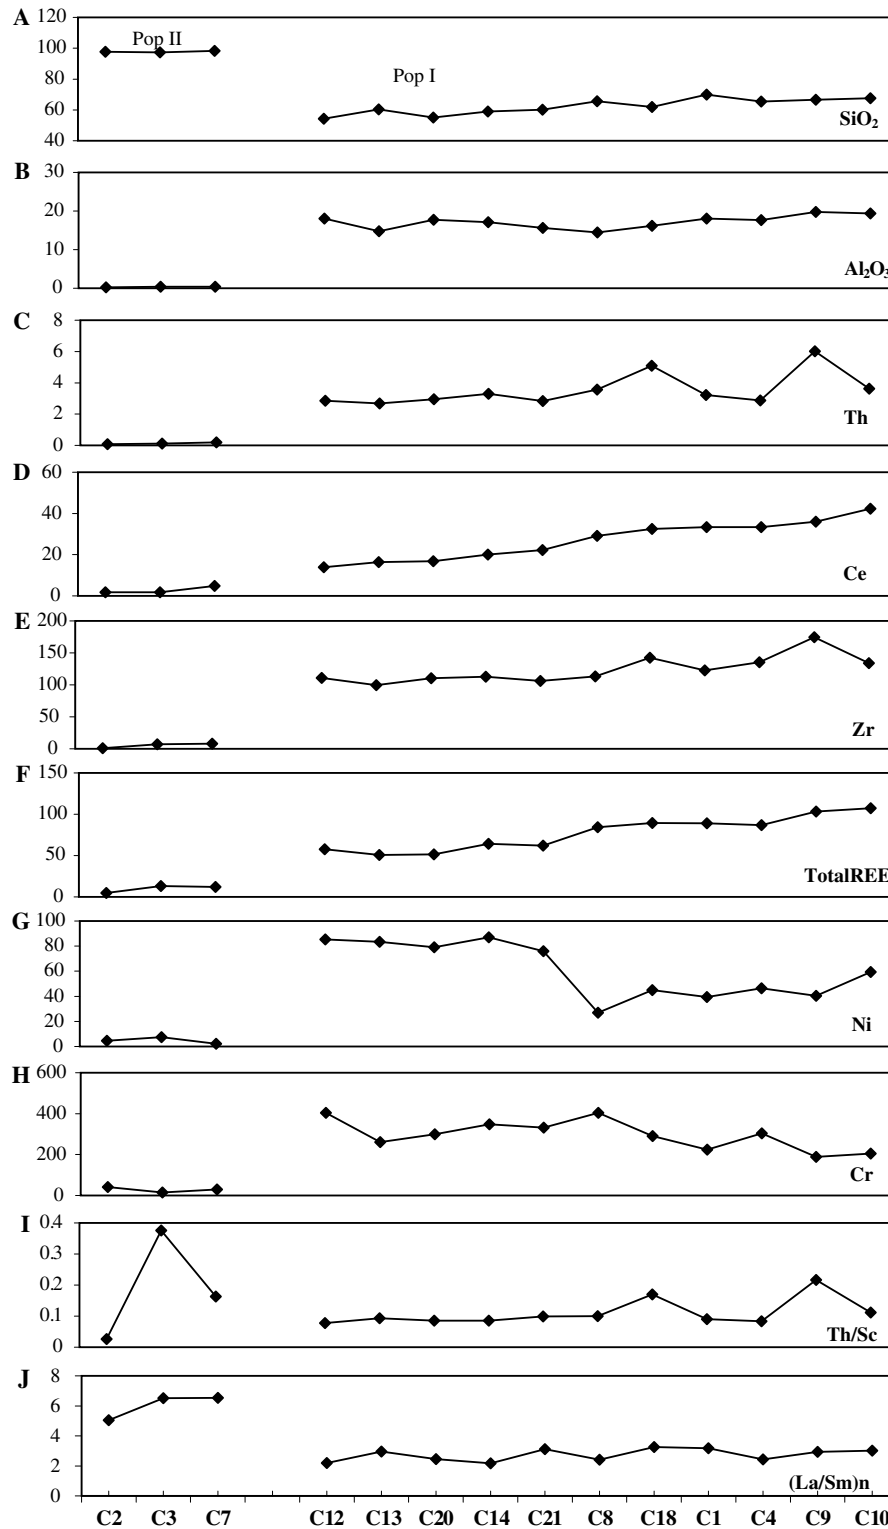 A 120
100
80
60
40
Pop II
Pop I
SiO₂
B 30
20
10
0
Al₂O₃
C 8
6
4
2
0
Th
D 60
40
20
0
Ce
E 200
150
100
50
0
Zr
F 150
100
50
0
TotalREE
G 100
80
60
40
20
0
Ni
H 600
400
200
0
Cr
I 0.4
0.3
0.2
0.1
0
Th/Sc
J 8
6
4
2
0
(La/Sm)n
C2 C3 C7 C12 C13 C20 C14 C21 C8 C18 C1 C4 C9 C10